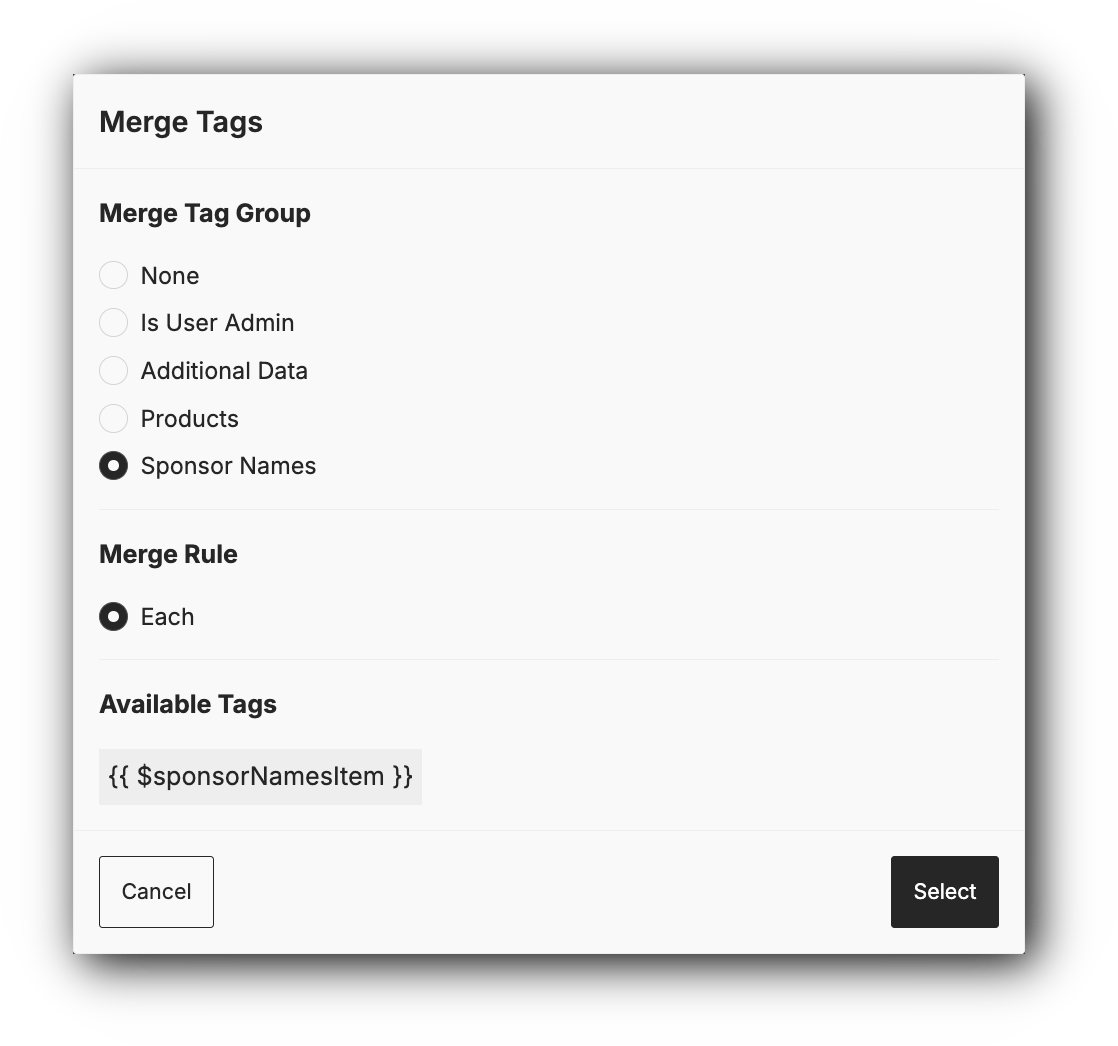 Merge Tags
Merge Tag Group
None
Is User Admin
Additional Data
Products
Sponsor Names
Merge Rule
Each
Available Tags
{{ $sponsorNamesItem }}
Cancel
Select